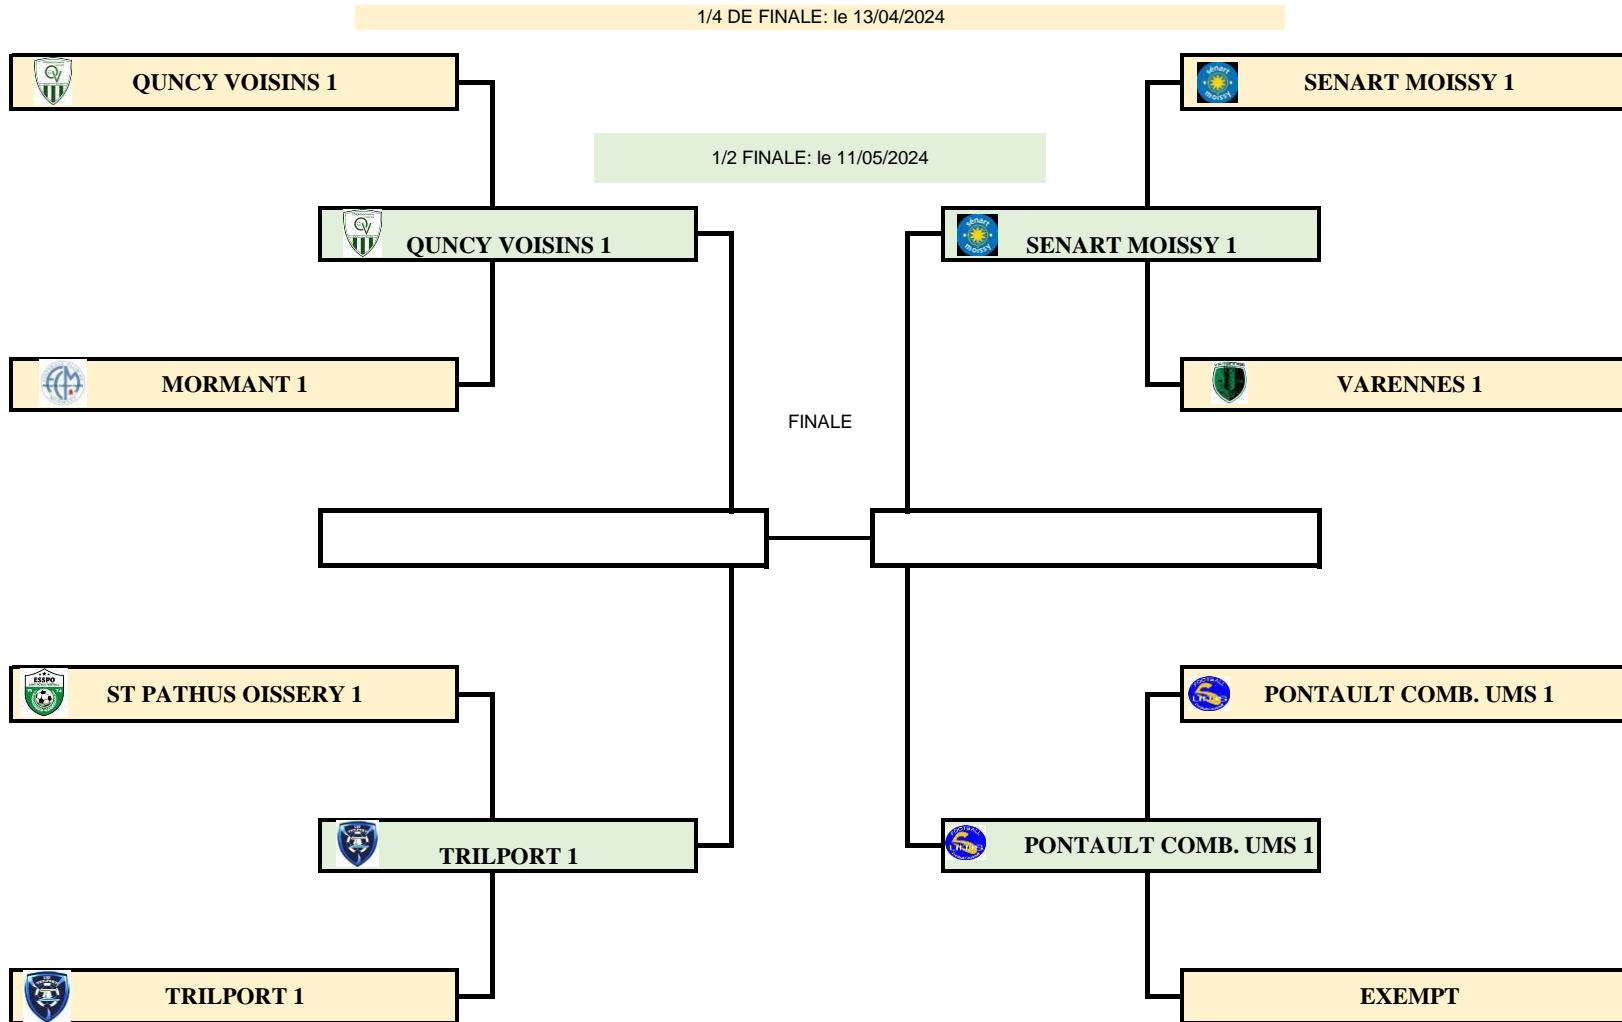 1/4 DE FINALE: le 13/04/2024
QUNCY VOISINS 1
SENART MOISSY 1
1/2 FINALE: le 11/05/2024
QUNCY VOISINS 1
SENART MOISSY 1
MORMANT 1
VARENNES 1
FINALE
ESSPO
ST PATHUS OISSERY 1
PONTAULT COMB. UMS 1
TRILPORT 1
PONTAULT COMB. UMS 1
TRILPORT 1
EXEMPT